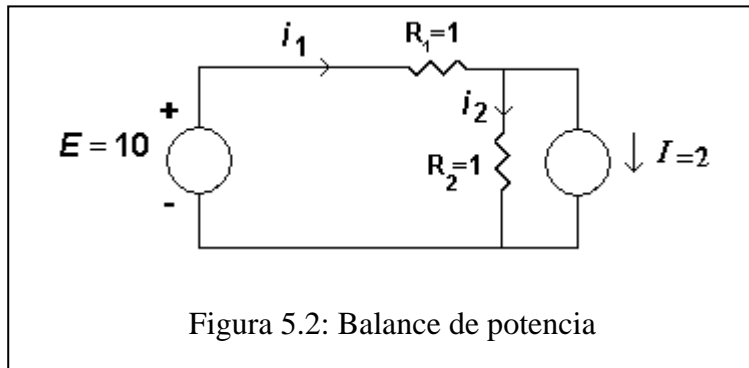 i₁
R₁=1
+
i₂
E = 10
R₂=1
I=2
-
Figura 5.2: Balance de potencia